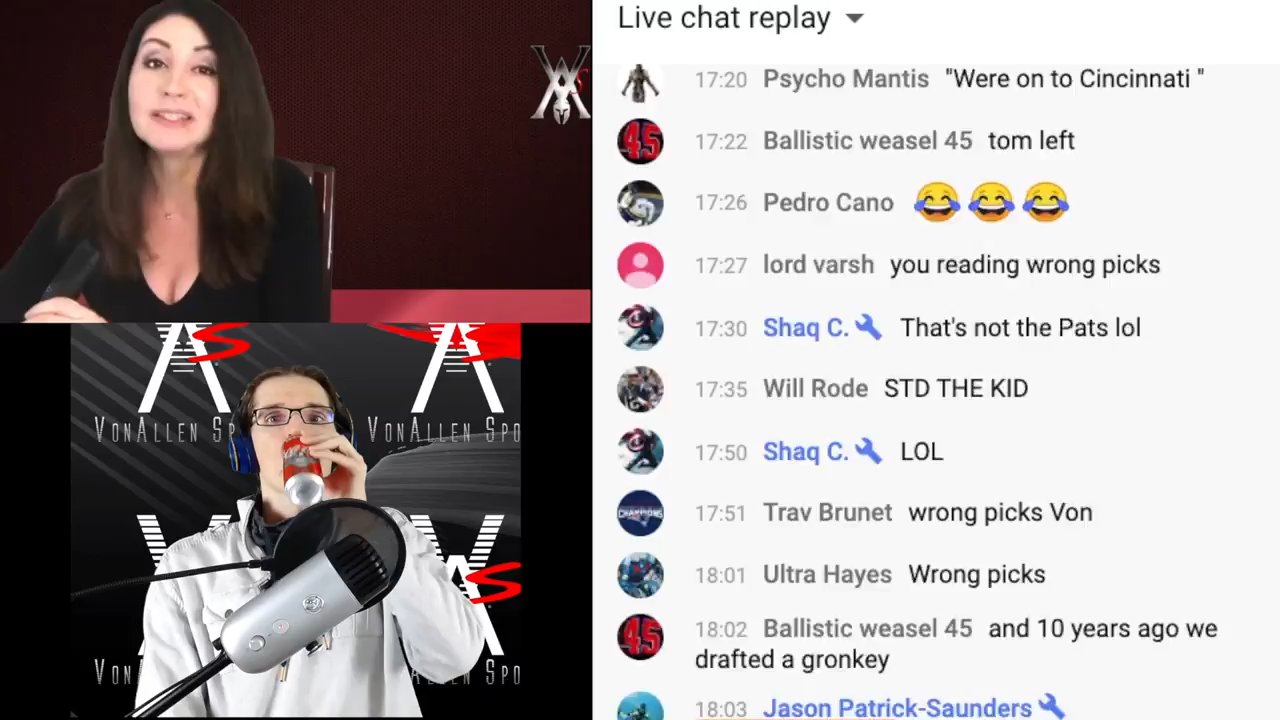 Live chat replay
17:20 Psycho Mantis "Were on to Cincinnati "
45 17:22 Ballistic weasel 45 tom left
17:26 Pedro Cano 😂😂😂
17:27 lord varsh you reading wrong picks
17:30 Shaq C. That's not the Pats lol
17:35 Will Rode STD THE KID
17:50 Shaq C. LOL
CHAMPIONS 17:51 Trav Brunet wrong picks Von
18:01 Ultra Hayes Wrong picks
45 18:02 Ballistic weasel 45 and 10 years ago we
drafted a gronkey
18:03 Jason Patrick-Saunders
S
VONALLEN SPO
VONALLEN SPO
S
VON
SPO